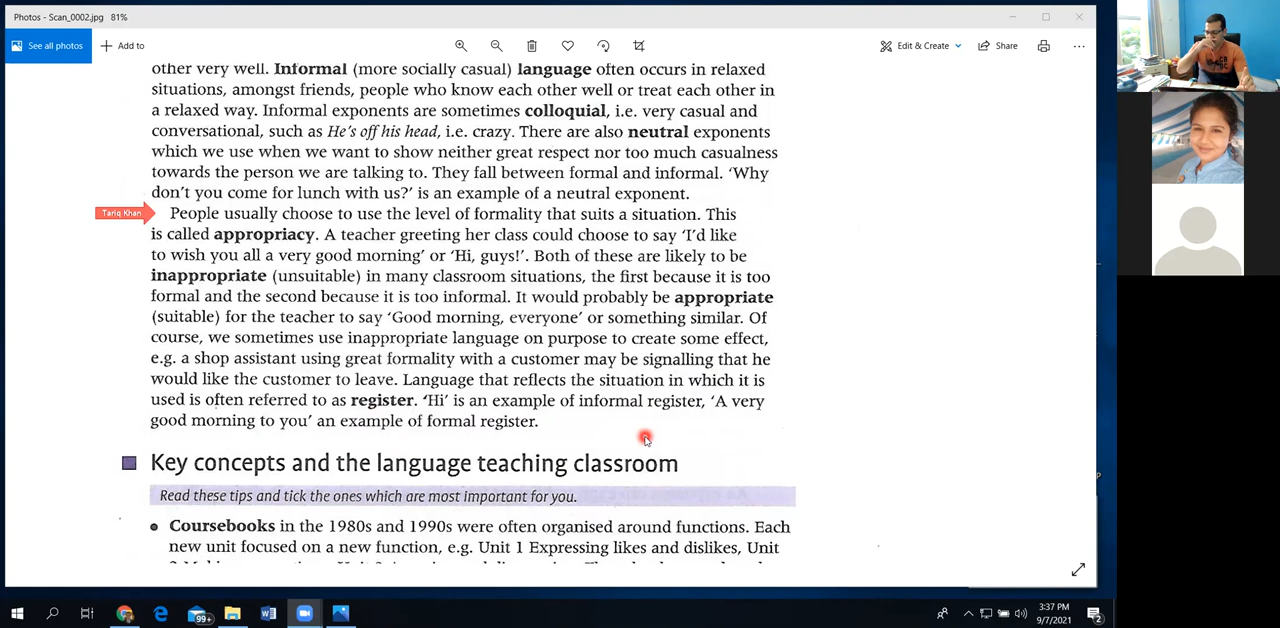 Photos - Scan_0002.jpg 81%
See all photos
Add to
Edit & Create
Share
other very well. Informal (more socially casual) language often occurs in relaxed
situations, amongst friends, people who know each other well or treat each other in
a relaxed way. Informal exponents are sometimes colloquial, i.e. very casual and
conversational, such as He's off his head, i.e. crazy. There are also neutral exponents
which we use when we want to show neither great respect nor too much casualness
towards the person we are talking to. They fall between formal and informal. ‘Why
don't you come for lunch with us?’ is an example of a neutral exponent.
Tariq Khan
People usually choose to use the level of formality that suits a situation. This
is called appropriacy. A teacher greeting her class could choose to say ‘I'd like
to wish you all a very good morning’ or ‘Hi, guys!’. Both of these are likely to be
inappropriate (unsuitable) in many classroom situations, the first because it is too
formal and the second because it is too informal. It would probably be appropriate
(suitable) for the teacher to say ‘Good morning, everyone’ or something similar. Of
course, we sometimes use inappropriate language on purpose to create some effect,
e.g. a shop assistant using great formality with a customer may be signalling that he
would like the customer to leave. Language that reflects the situation in which it is
used is often referred to as register. ‘Hi’ is an example of informal register, ‘A very
good morning to you’ an example of formal register.
Key concepts and the language teaching classroom
Read these tips and tick the ones which are most important for you.
• Coursebooks in the 1980s and 1990s were often organised around functions. Each
new unit focused on a new function, e.g. Unit 1 Expressing likes and dislikes, Unit
99+
3:37 PM
9/7/2021
2